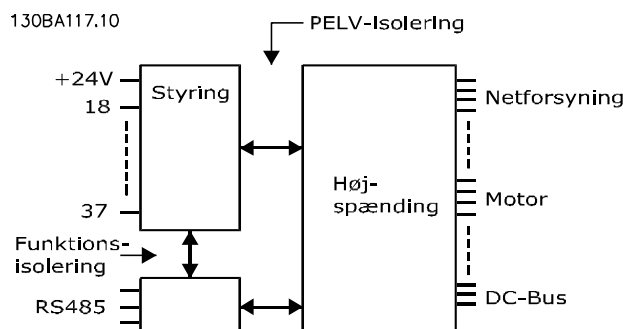 130BA117.10
PELV-isolering
+24V
Styring
18
37
Netforsyning
Høj-
spænding
Motor
Funktions-
isolering
RS485
DC-Bus